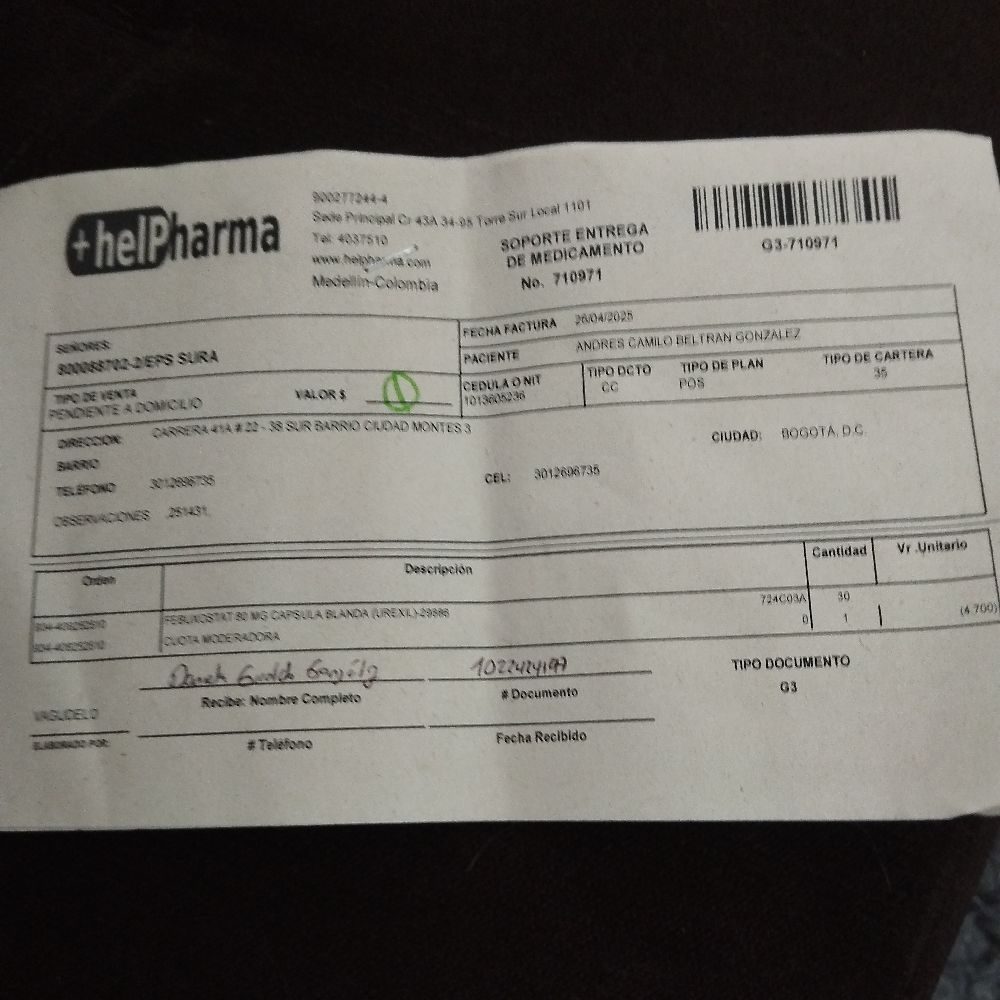 +helPharma
900277244-4
Sede Principal Cr 43A 34-95 Torre Sur Local 1101
Tel: 4037510
www.helpharma.com
Medellín-Colombia
SOPORTE ENTREGA
DE MEDICAMENTO
No. 710971
G3-710971
SEÑORES:
800088702-2/EPS SURA
FECHA FACTURA 26/04/2025
PACIENTE ANDRES CAMILO BELTRAN GONZALEZ
TIPO DE VENTA
PENDIENTE A DOMICILIO
VALOR $
CEDULA O NIT
1013605236
TIPO DCTO
CC
TIPO DE PLAN
POS
TIPO DE CARTERA
35
DIRECCION: CARRERA 41A # 22 - 38 SUR BARRIO CIUDAD MONTES 3
CIUDAD: BOGOTÁ, D.C.
BARRIO
TELÉFONO 3012696735
CEL: 3012696735
OBSERVACIONES .251431.
Orden Descripción Cantidad Vr .Unitario
FEBUXOSTAT 80 MG CAPSULA BLANDA (UREXIL)-29886 724C03A 30
CUOTA MODERADORA 0 1 (4.700)
1022424197
Recibe: Nombre Completo
# Documento
TIPO DOCUMENTO
G3
VAGUDELO
ELABORADO POR:
# Teléfono
Fecha Recibido